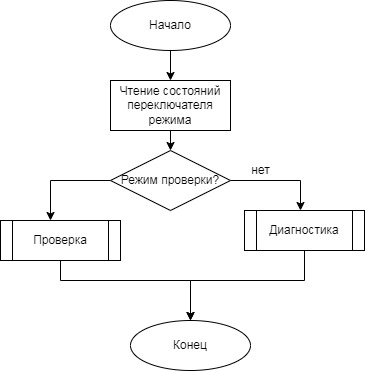 Начало
Чтение состояний
переключателя
режима
Режим проверки?
нет
Проверка
Диагностика
Конец